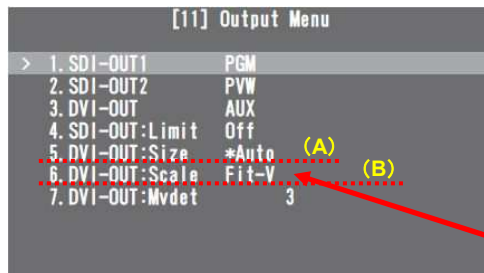 [11] Output Menu
> 1.SDI-OUT1 PGM
2.SDI-OUT2 PVW
3.DVI-OUT AUX
4.SDI-OUT:Limit Off
5.DVI-OUT:Size *Auto (A)
6.DVI-OUT:Scale Fit-V (B)
7.DVI-OUT:Mvdet 3